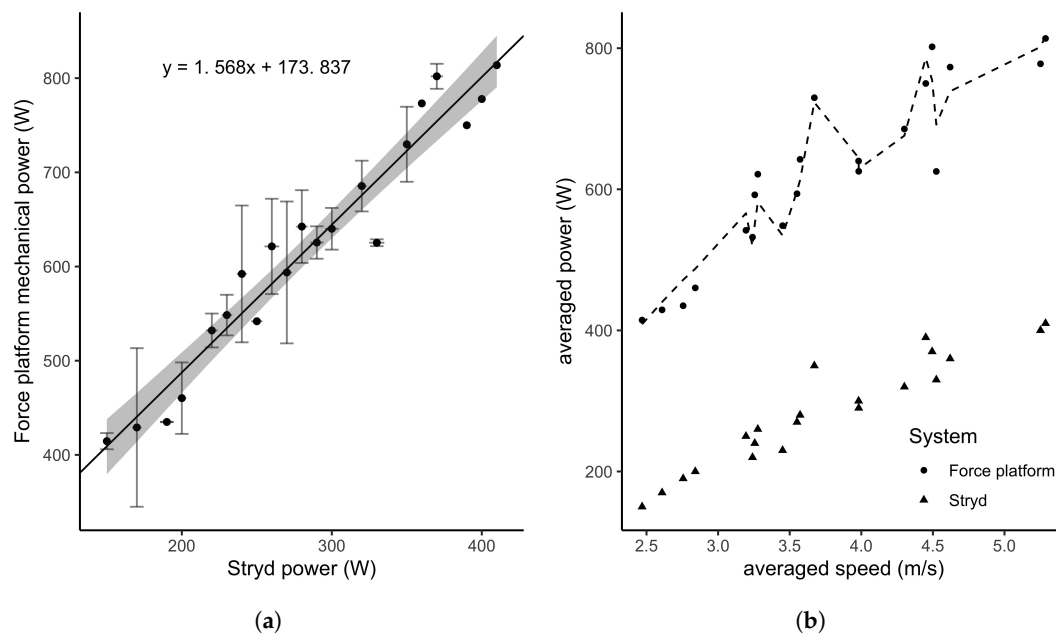 y = 1. 568x + 173. 837
Force platform mechanical power (W)
800
700
600
500
400
200
300
400
Stryd power (W)
(a)
averaged power (W)
800
600
400
200
System
Force platform
Stryd
2.5
3.0
3.5
4.0
4.5
5.0
averaged speed (m/s)
(b)